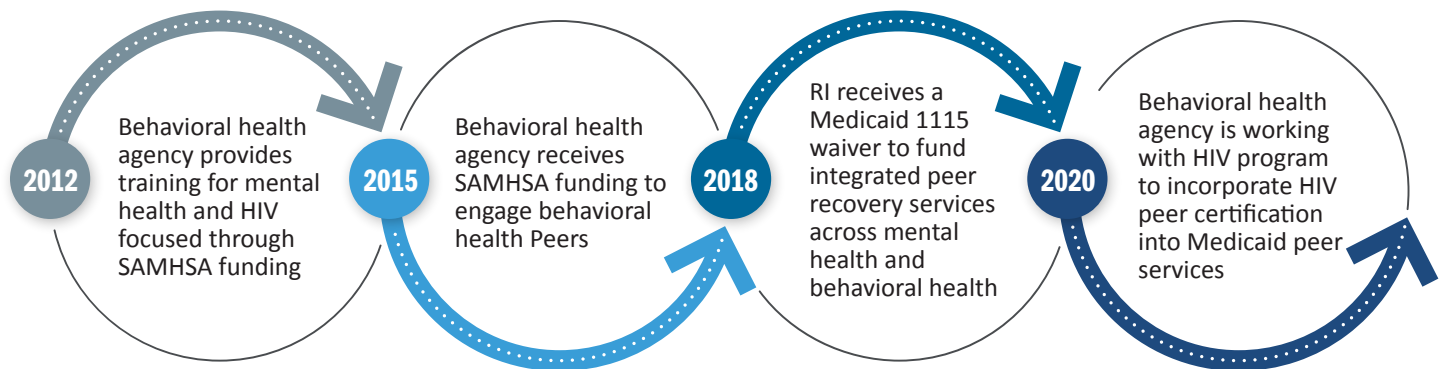 2012
Behavioral health
agency provides
training for mental
health and HIV
focused through
SAMHSA funding
2015
Behavioral health
agency receives
SAMHSA funding to
engage behavioral
health Peers
2018
RI receives a
Medicaid 1115
waiver to fund
integrated peer
recovery services
across mental
health and
behavioral health
2020
Behavioral health
agency is working
with HIV program
to incorporate HIV
peer certification
into Medicaid peer
services